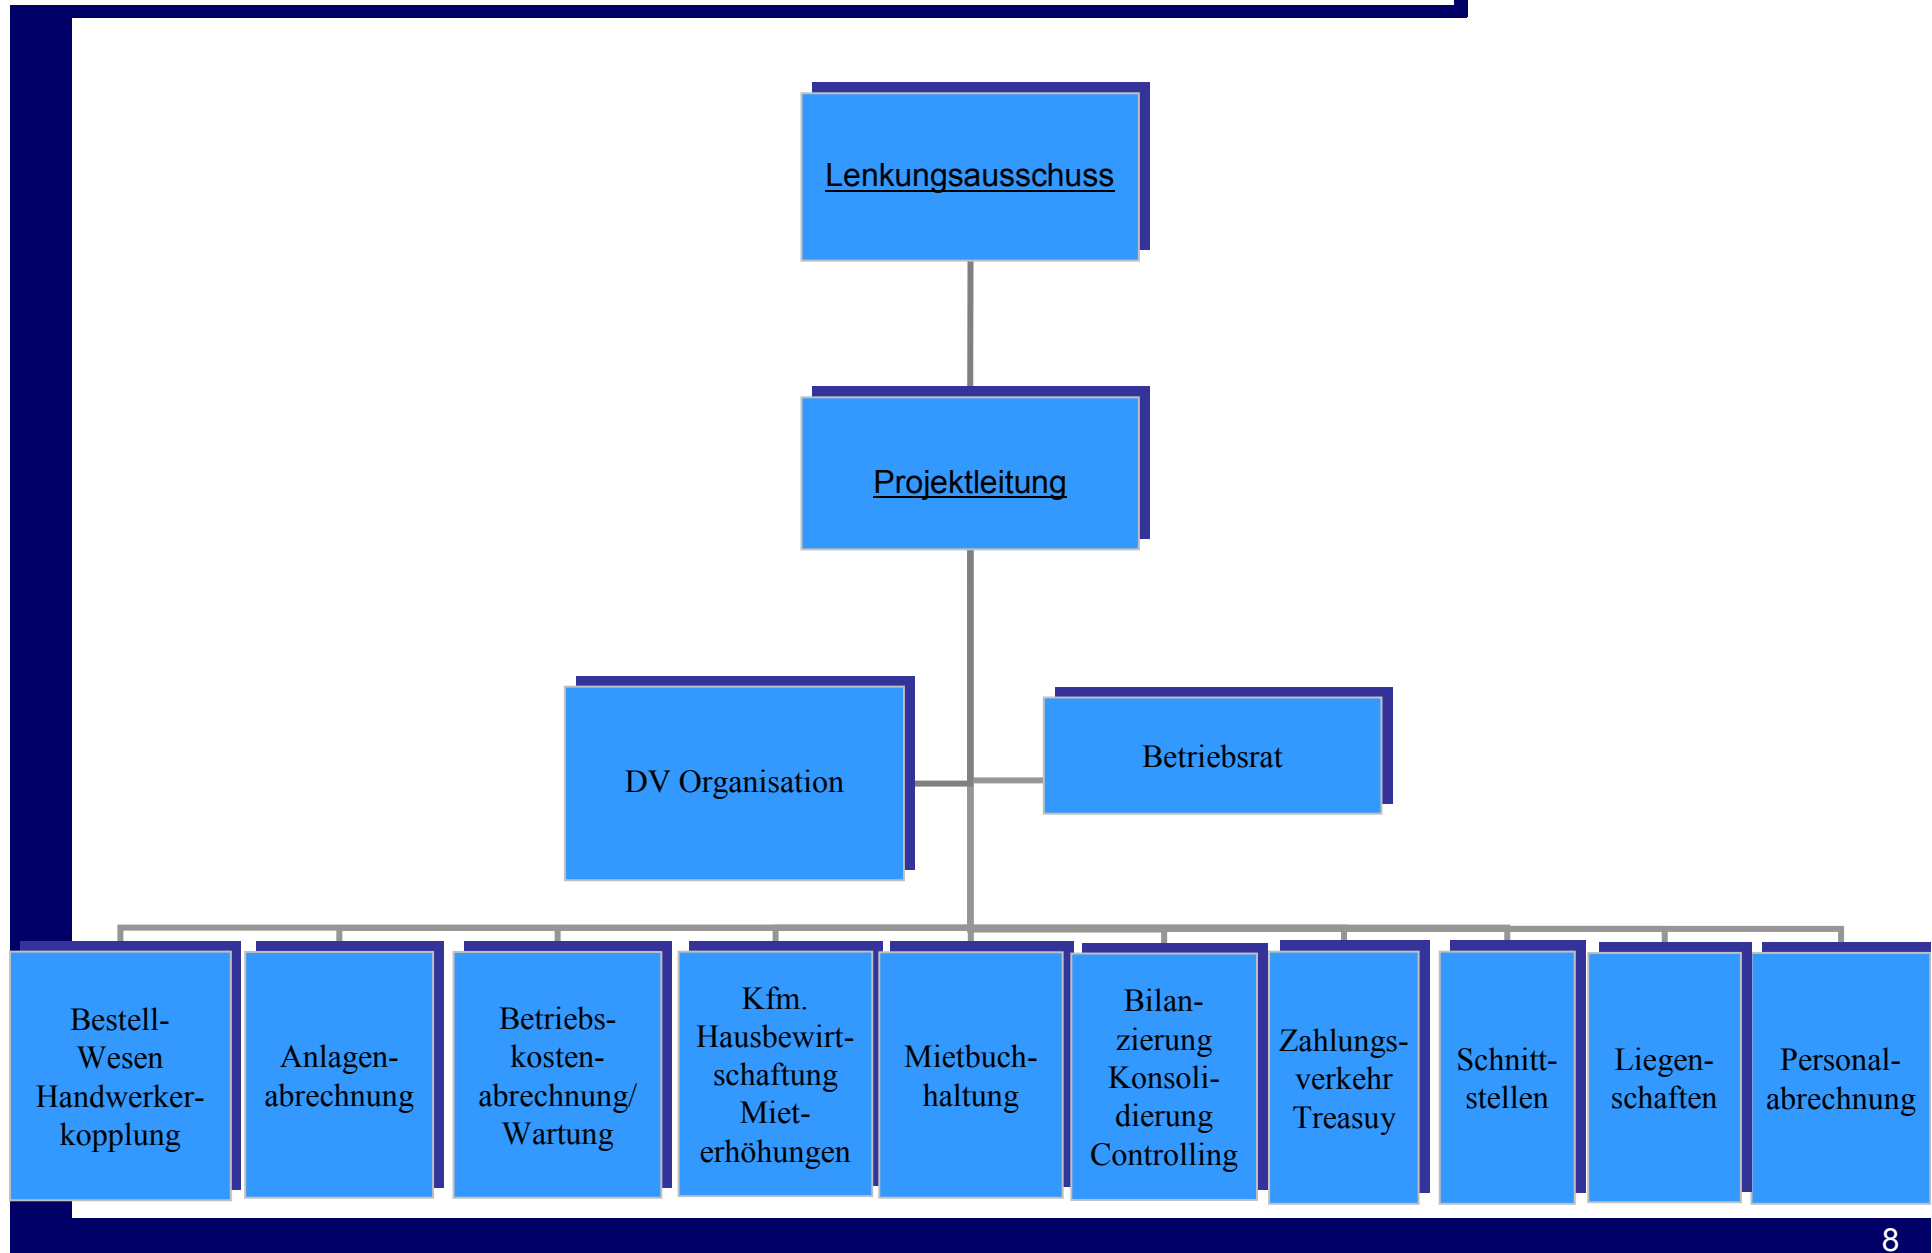 Lenkungsausschuss
Projektleitung
DV Organisation
Betriebsrat
Bestell-
Wesen
Handwerker-
kopplung
Anlagen-
abrechnung
Betriebs-
kosten-
abrechnung/
Wartung
Kfm.
Hausbewirt-
schaftung
Miet-
erhöhungen
Mietbuch-
haltung
Bilan-
zierung
Konsoli-
dierung
Controlling
Zahlungs-
verkehr
Treasuy
Schnitt-
stellen
Liegen-
schaften
Personal-
abrechnung
8